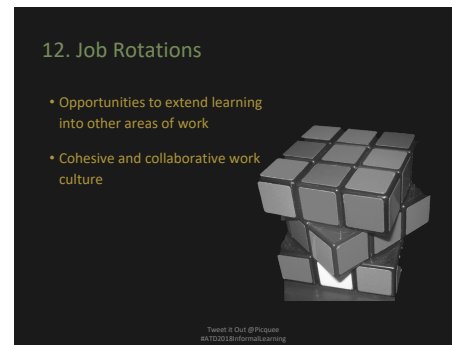 12. Job Rotations
• Opportunities to extend learning
into other areas of work
• Cohesive and collaborative work
culture
Tweet it Out @Picquee
#ATD2018InformalLearning